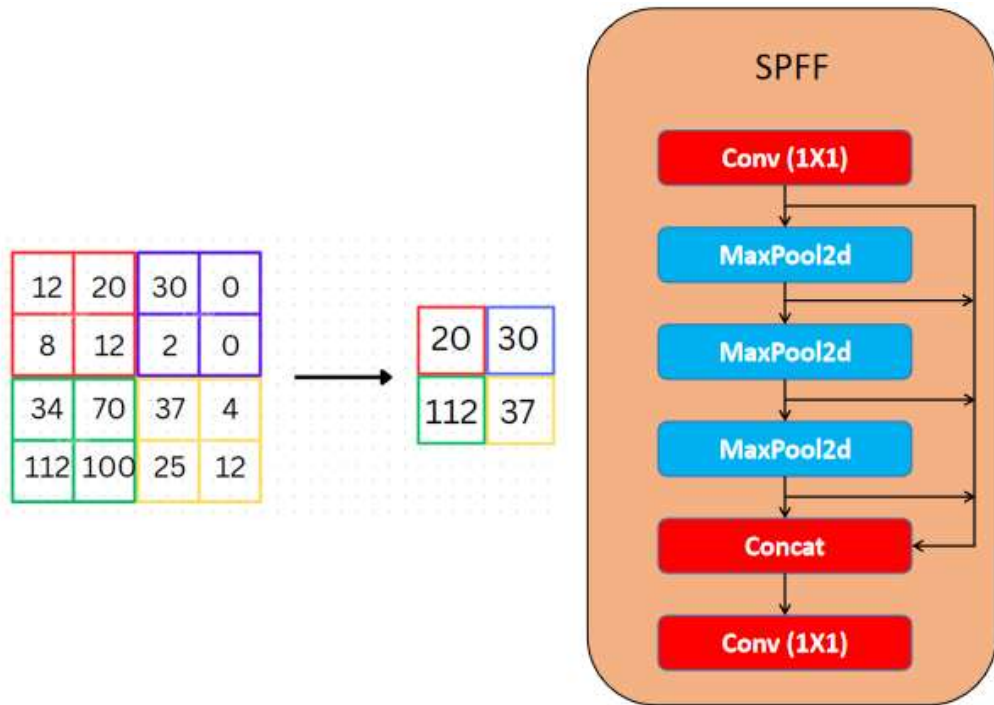 12 20 30 0
8 12 2 0
34 70 37 4
112 100 25 12
20 30
112 37
SPFF
Conv (1X1)
MaxPool2d
MaxPool2d
MaxPool2d
Concat
Conv (1X1)